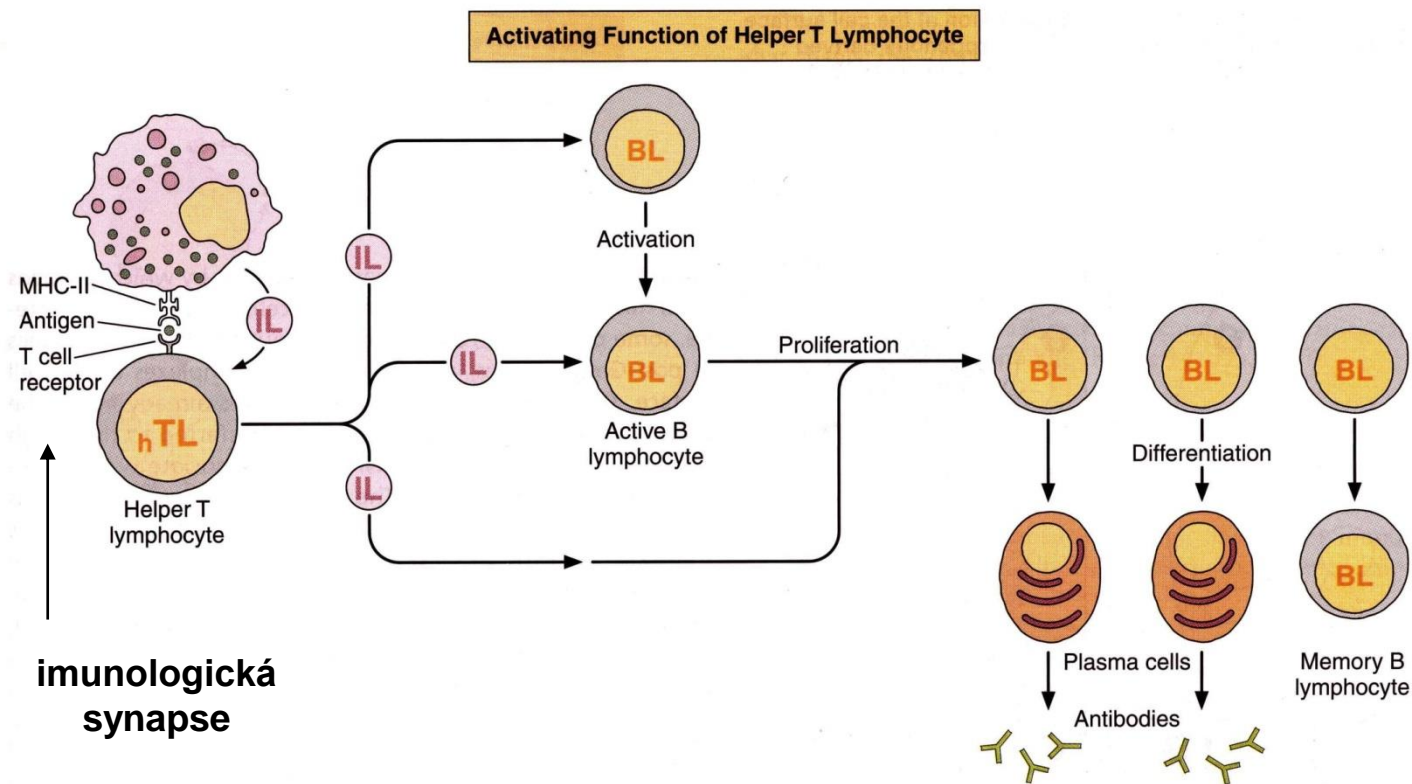 Activating Function of Helper T Lymphocyte
BL
Activation
IL
MHC-II
Antigen
T cell
receptor
IL
hTL
Helper T
lymphocyte
IL
BL
Active B
lymphocyte
IL
Proliferation
BL
BL
BL
Differentiation
BL
Plasma cells
Memory B
lymphocyte
Antibodies
imunologická
synapse